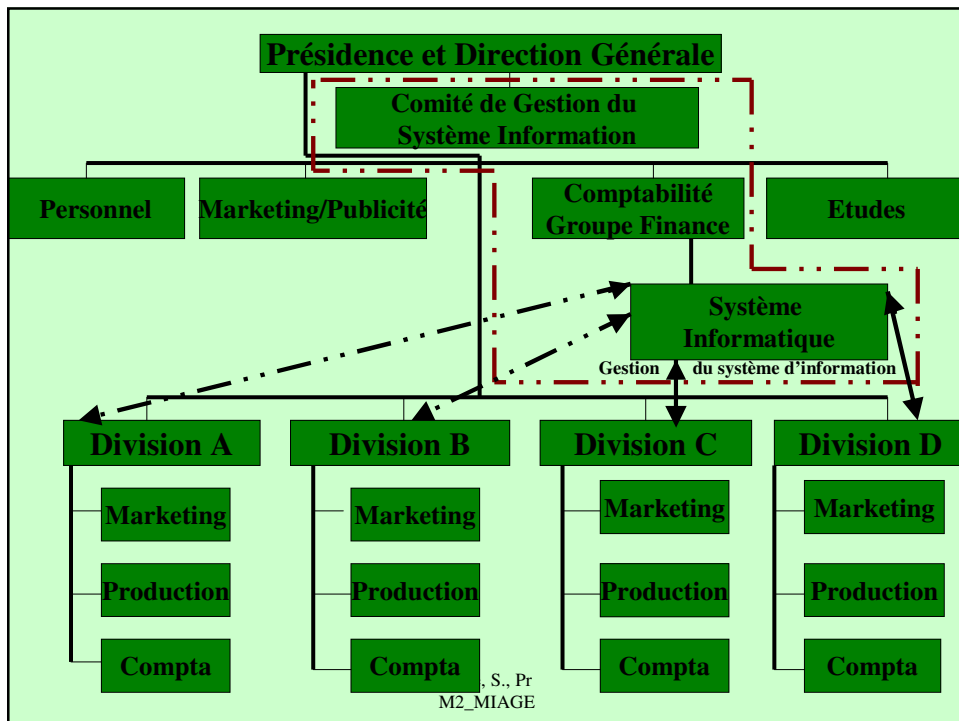 Présidence et Direction Générale
Comité de Gestion du
Système Information
Personnel
Marketing/Publicité
Comptabilité
Groupe Finance
Etudes
Système
Informatique
Gestion du système d'information
Division A
Division B
Division C
Division D
Marketing
Marketing
Marketing
Marketing
Production
Production
Production
Production
Compta
Compta
Compta
Compta
, S., Pr
M2_MIAGE